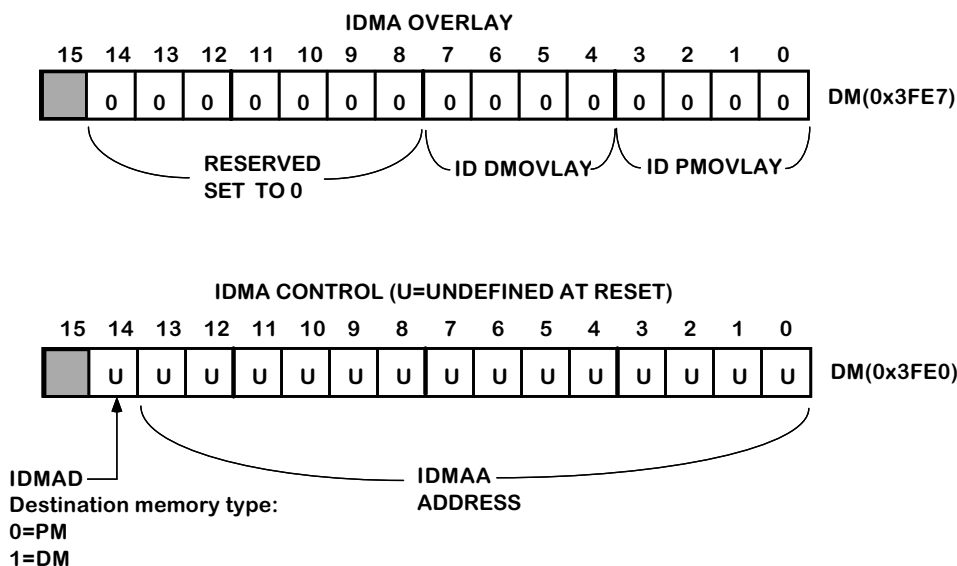 IDMA OVERLAY
15 14 13 12 11 10 9 8 7 6 5 4 3 2 1 0
0 0 0 0 0 0 0 0 0 0 0 0 0 0 0
DM(0x3FE7)
RESERVED
SET TO 0
ID DMOVLAY
ID PMOVLAY
IDMA CONTROL (U=UNDEFINED AT RESET)
15 14 13 12 11 10 9 8 7 6 5 4 3 2 1 0
U U U U U U U U U U U U U U U
DM(0x3FE0)
IDMAD
Destination memory type:
0=PM
1=DM
IDMAA
ADDRESS